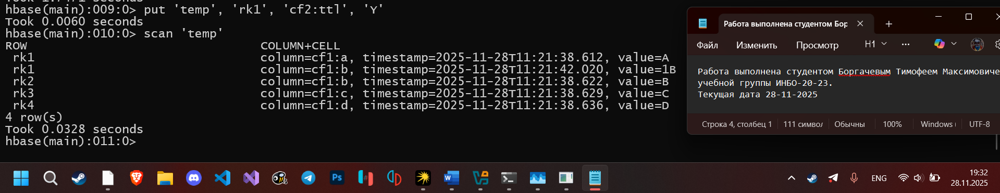 hbase(main):009:0> put 'temp', 'rk1', 'cf2:ttl', 'Y'
Took 0.0060 seconds
hbase(main):010:0> scan 'temp'
ROW COLUMN+CELL
rk1 column=cf1:a, timestamp=2025-11-28T11:21:38.612, value=A
rk1 column=cf1:b, timestamp=2025-11-28T11:21:42.020, value=1B
rk2 column=cf1:b, timestamp=2025-11-28T11:21:38.622, value=B
rk3 column=cf1:c, timestamp=2025-11-28T11:21:38.629, value=C
rk4 column=cf1:d, timestamp=2025-11-28T11:21:38.636, value=D
4 row(s)
Took 0.0328 seconds
hbase(main):011:0>
Работа выполнена студентом Бор
Файл Изменить Просмотр H1
Работа выполнена студентом Боргачевым Тимофеем Максимовиче
учебной группы ИНБО-20-23.
Текущая дата 28-11-2025
Строка 4, столбец 1 111 символ Обычны 100% Windows UTF-8
Ps
ENG
19:32
28.11.2025